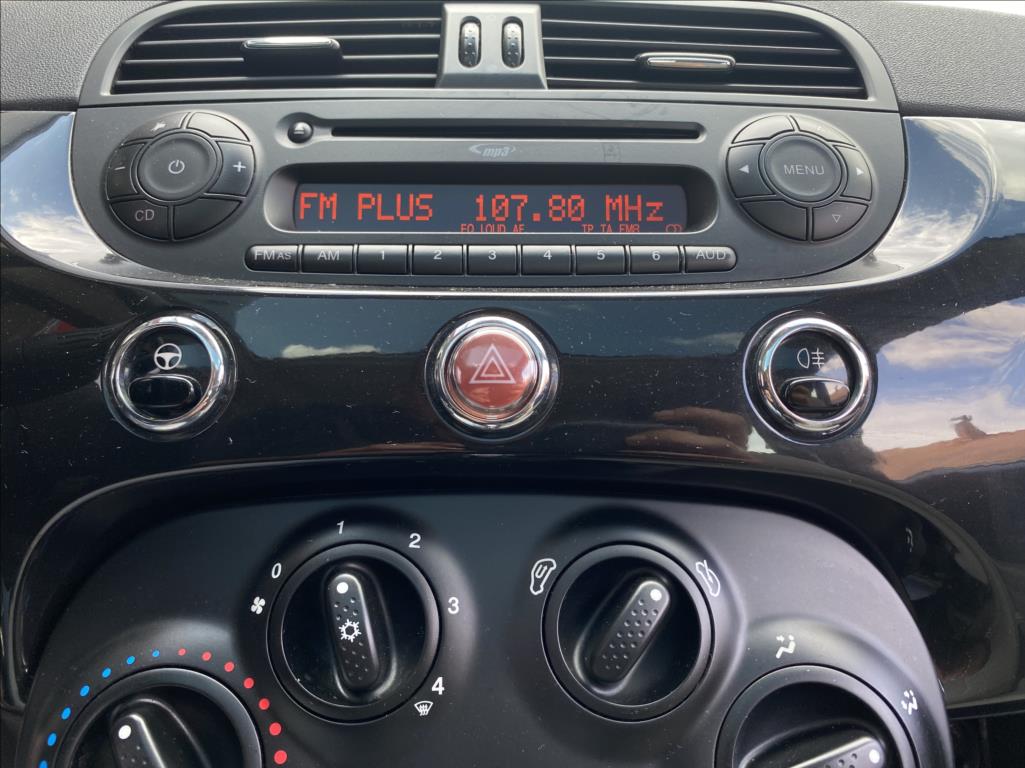 mp3
MENU
FM PLUS 107.80 MHz
EQ LOUD AF TP TA FM8
CD
FM AS AM 1 2 3 4 5 6 AUD
0 1 2 3 4